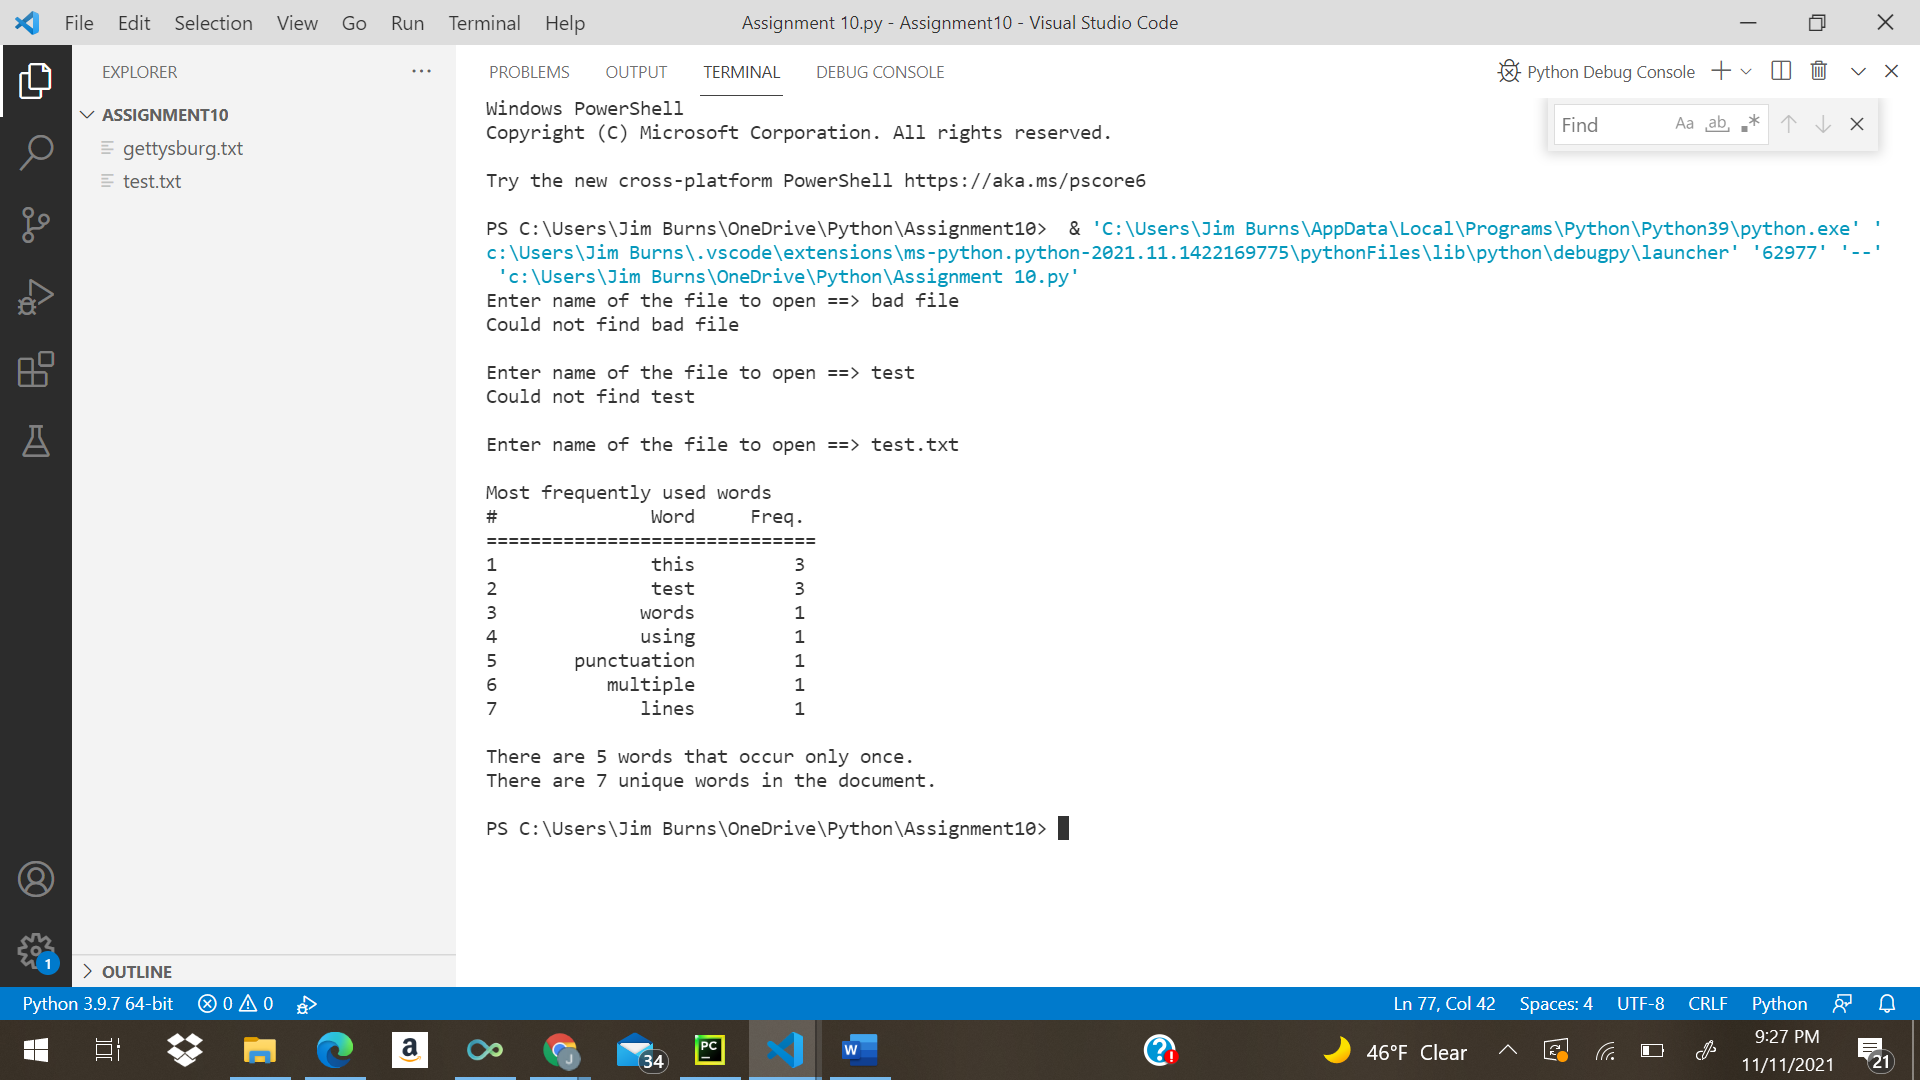 File Edit Selection View Go Run Terminal Help
Assignment 10.py - Assignment10 - Visual Studio Code
EXPLORER
ASSIGNMENT10
gettysburg.txt
test.txt
OUTLINE
PROBLEMS OUTPUT TERMINAL DEBUG CONSOLE
Python Debug Console
Find Aa ab
Windows PowerShell
Copyright (C) Microsoft Corporation. All rights reserved.
Try the new cross-platform PowerShell https://aka.ms/pscore6
PS C:\Users\Jim Burns\OneDrive\Python\Assignment10>  & 'C:\Users\Jim Burns\AppData\Local\Programs\Python\Python39\python.exe' '
c:\Users\Jim Burns\.vscode\extensions\ms-python.python-2021.11.1422169775\pythonFiles\lib\python\debugpy\launcher' '62977' '--'
'c:\Users\Jim Burns\OneDrive\Python\Assignment 10.py'
Enter name of the file to open ==> bad file
Could not find bad file
Enter name of the file to open ==> test
Could not find test
Enter name of the file to open ==> test.txt
Most frequently used words
# Word Freq.
==============================
1 this 3
2 test 3
3 words 1
4 using 1
5 punctuation 1
6 multiple 1
7 lines 1
There are 5 words that occur only once.
There are 7 unique words in the document.
PS C:\Users\Jim Burns\OneDrive\Python\Assignment10>
1
Python 3.9.7 64-bit 0 0
Ln 77, Col 42 Spaces: 4 UTF-8 CRLF Python
a J 34 PC W
46°F Clear
9:27 PM
11/11/2021
21